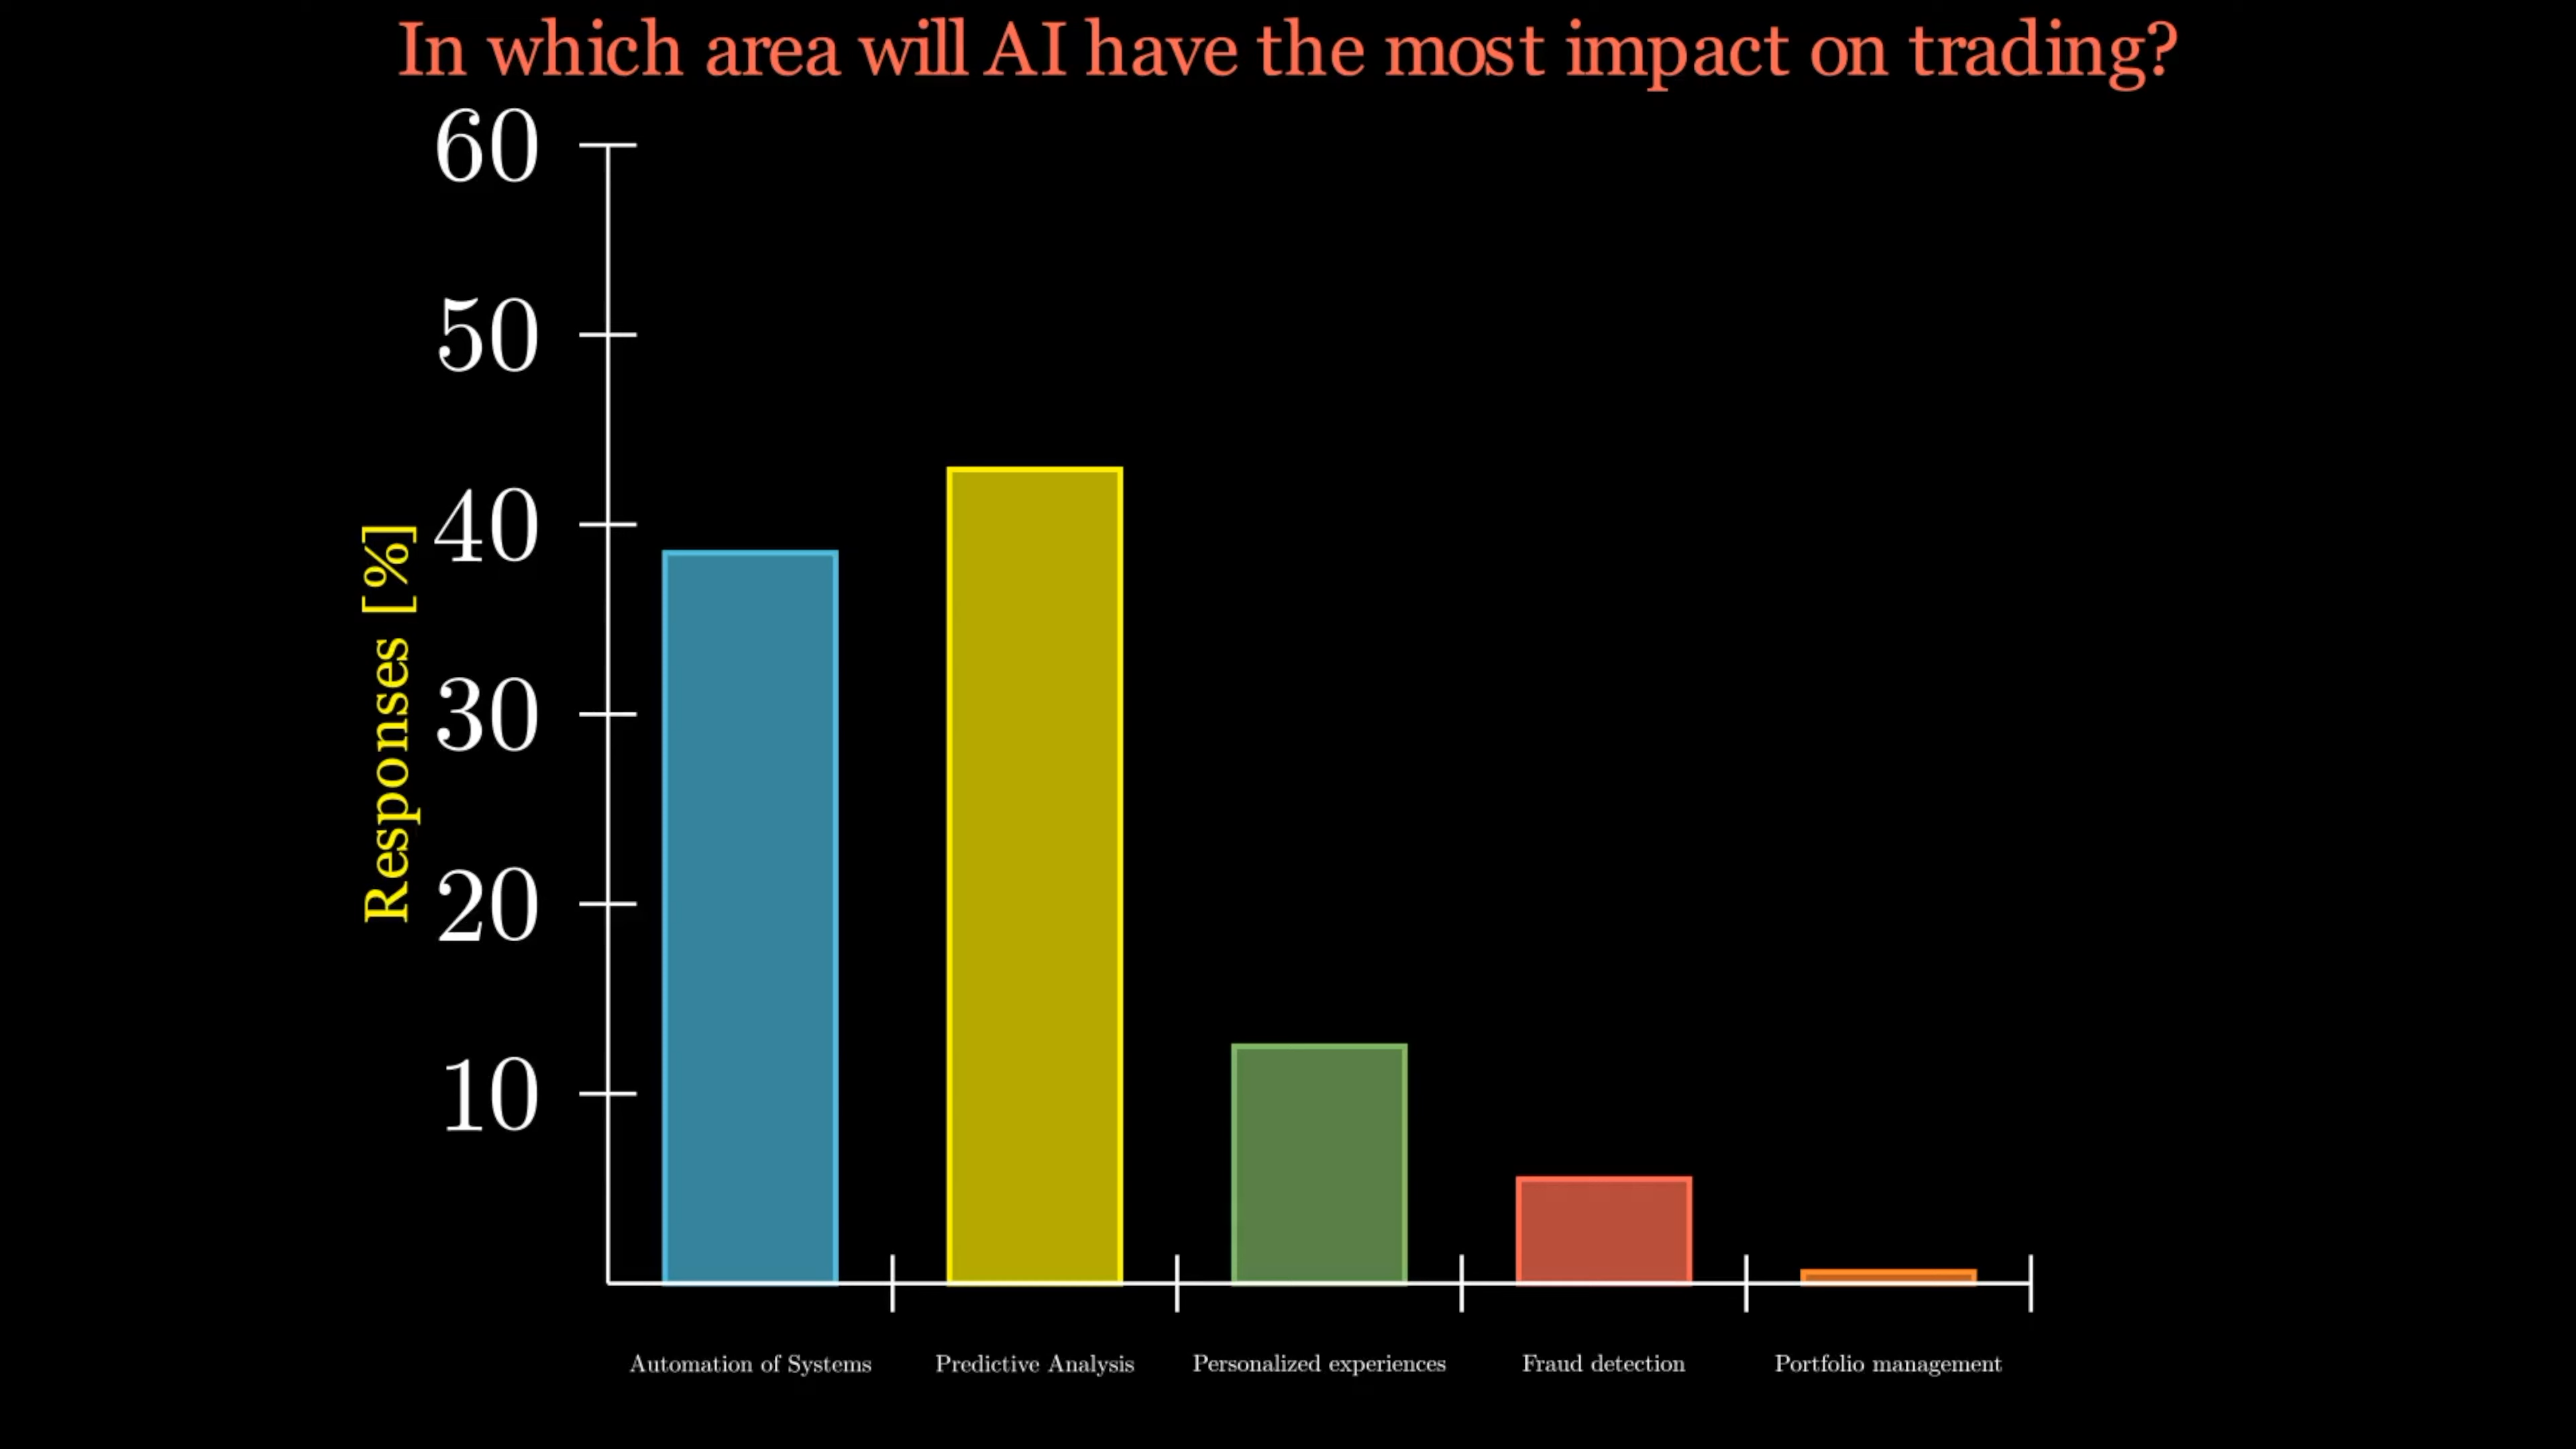 In which area will AI have the most impact on trading?
60
50
40
30
20
10
Responses [%]
Automation of Systems
Predictive Analysis
Personalized experiences
Fraud detection
Portfolio management